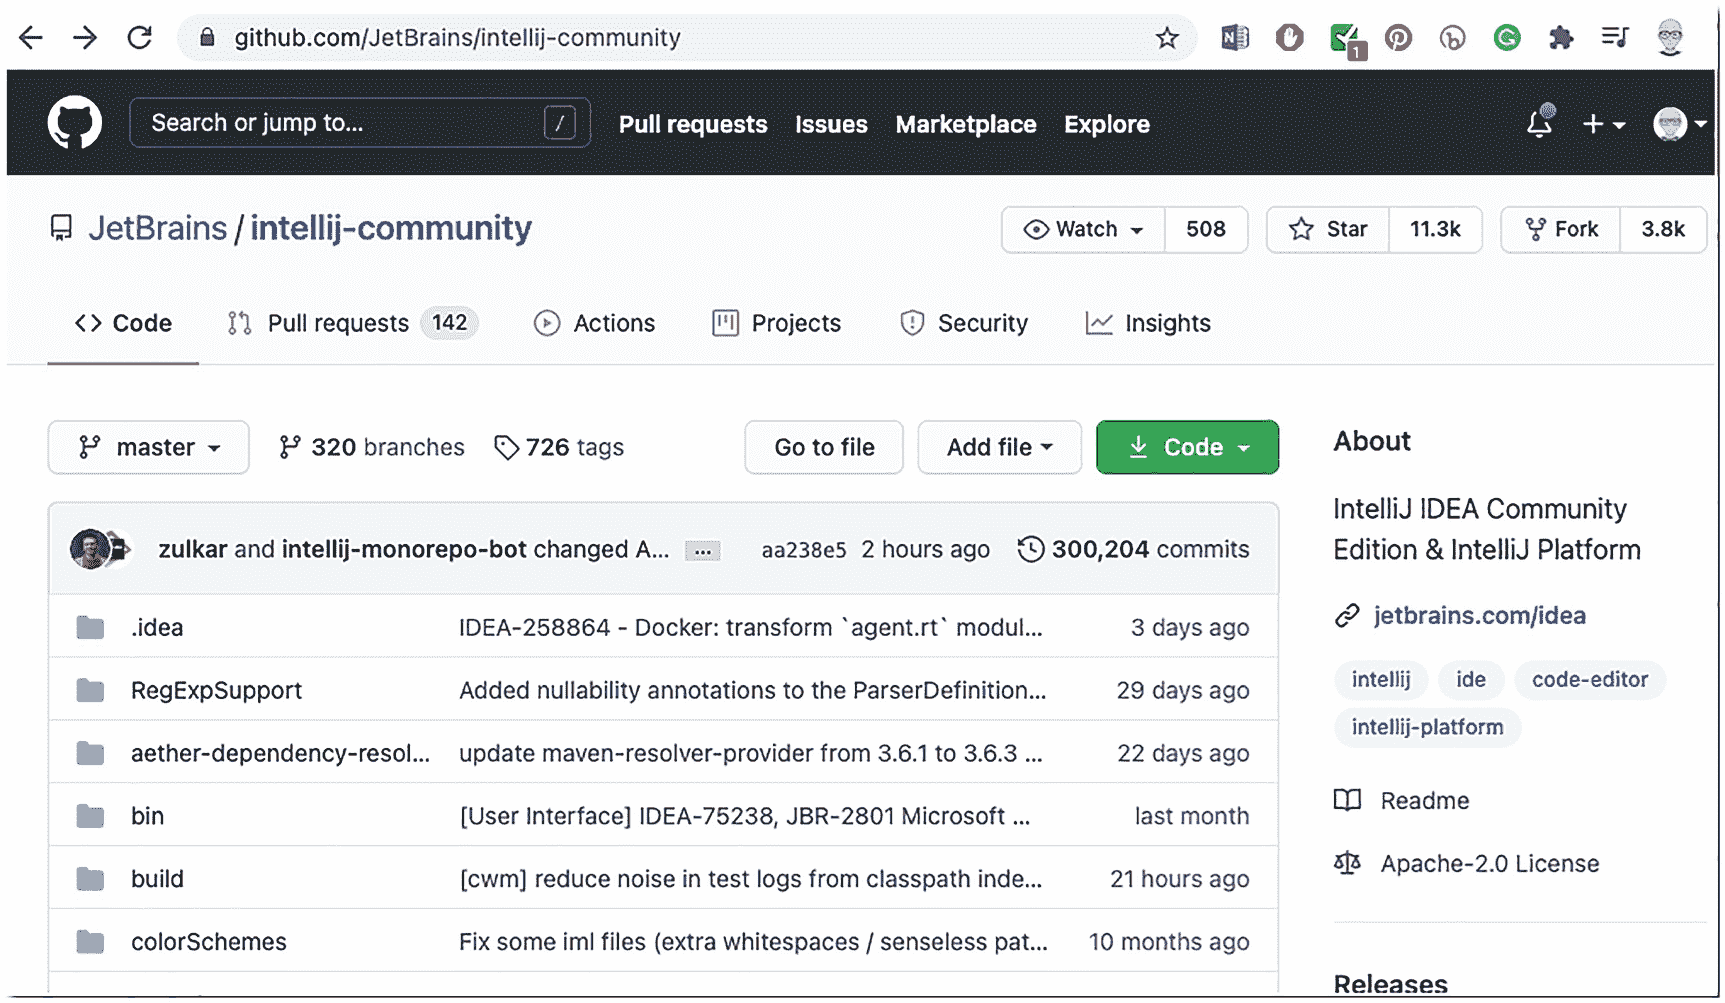 github.com/JetBrains/intellij-community
1
Search or jump to... /
Pull requests Issues Marketplace Explore
JetBrains / intellij-community
Watch 508 Star 11.3k Fork 3.8k
Code Pull requests 142 Actions Projects Security Insights
master 320 branches 726 tags Go to file Add file Code
zulkar and intellij-monorepo-bot changed A... ... aa238e5 2 hours ago 300,204 commits
.idea IDEA-258864 - Docker: transform `agent.rt` modul... 3 days ago
RegExpSupport Added nullability annotations to the ParserDefinition... 29 days ago
aether-dependency-resol... update maven-resolver-provider from 3.6.1 to 3.6.3 ... 22 days ago
bin [User Interface] IDEA-75238, JBR-2801 Microsoft ... last month
build [cwm] reduce noise in test logs from classpath inde... 21 hours ago
colorSchemes Fix some iml files (extra whitespaces / senseless pat... 10 months ago
About
IntelliJ IDEA Community
Edition & IntelliJ Platform
jetbrains.com/idea
intellij ide code-editor
intellij-platform
Readme
Apache-2.0 License
Releases